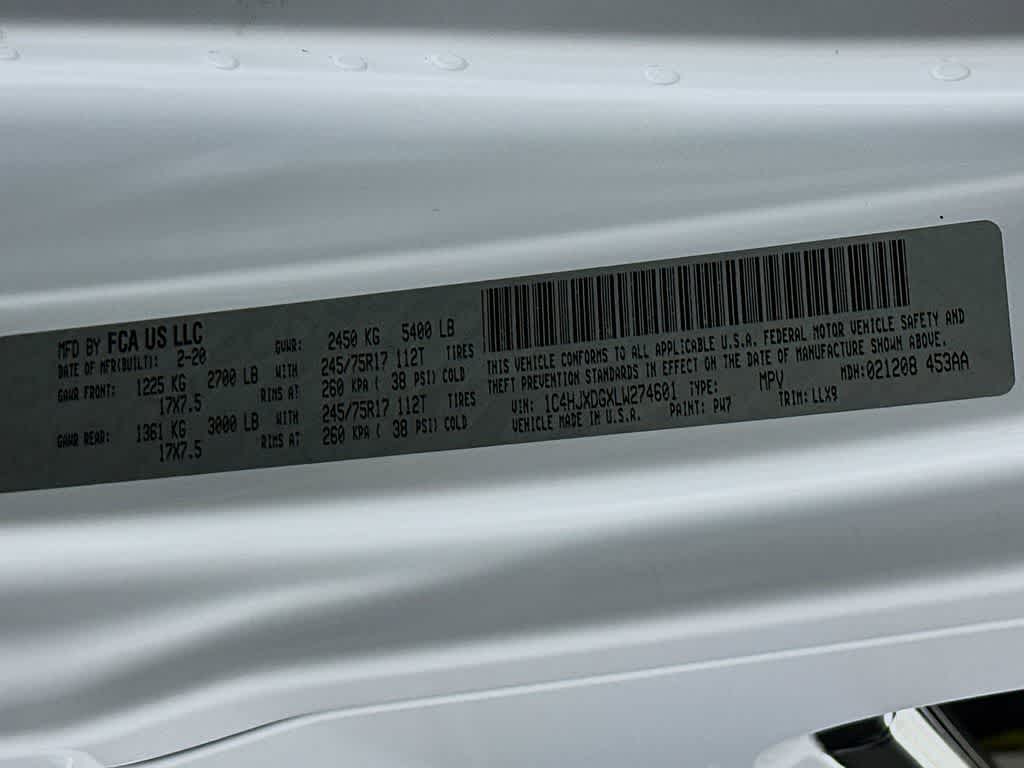 MFD BY FCA US LLC
DATE OF MFR(BUILT): 2-20 GVWR: 2450 KG 5400 LB
GAWR FRONT: 1225 KG 2700 LB WITH 245/75R17 112T TIRES
17X7.5 RIMS AT 260 KPA ( 38 PSI) COLD
GAWR REAR: 1361 KG 3000 LB WITH 245/75R17 112T TIRES
17X7.5 RIMS AT 260 KPA ( 38 PSI) COLD
THIS VEHICLE CONFORMS TO ALL APPLICABLE U.S.A. FEDERAL MOTOR VEHICLE SAFETY AND
THEFT PREVENTION STANDARDS IN EFFECT ON THE DATE OF MANUFACTURE SHOWN ABOVE.
VIN: 1C4HJXDGXLW274601 TYPE: MPV MDH:021208 453AA
VEHICLE MADE IN U.S.A. PAINT: PW7 TRIM: LLX9